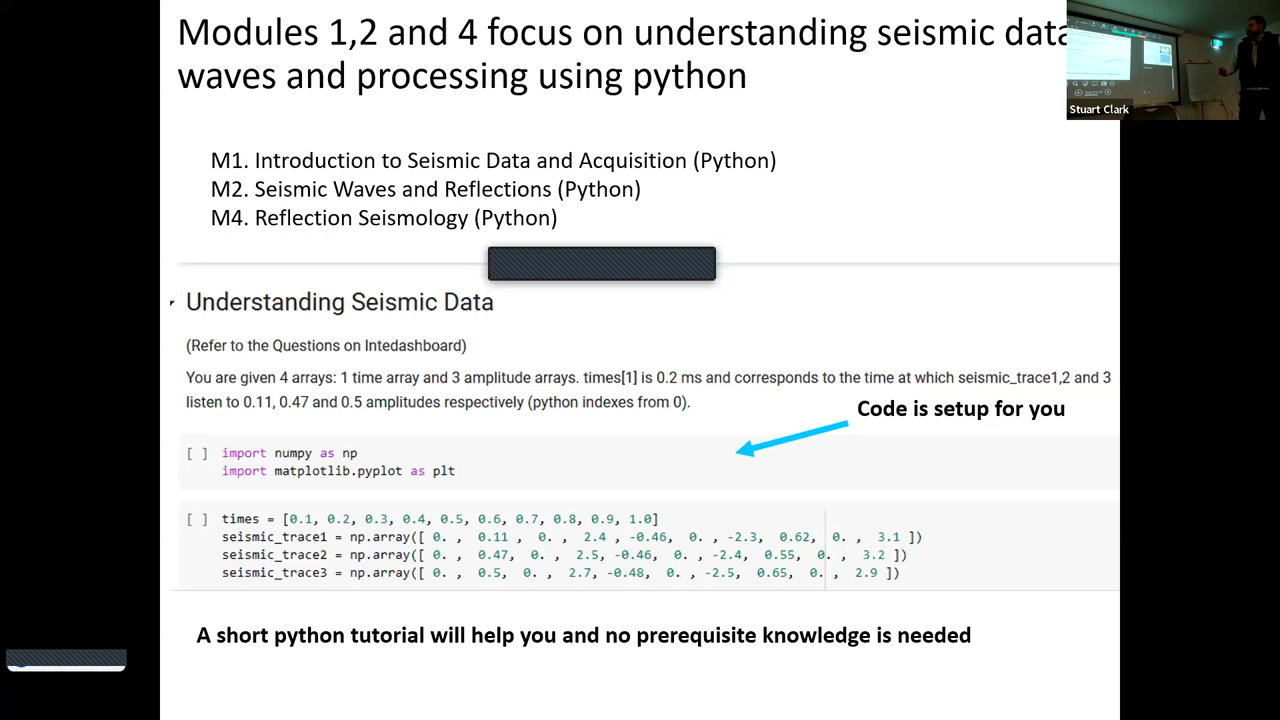 Modules 1,2 and 4 focus on understanding seismic data
waves and processing using python
Stuart Clark
M1. Introduction to Seismic Data and Acquisition (Python)
M2. Seismic Waves and Reflections (Python)
M4. Reflection Seismology (Python)
Understanding Seismic Data
(Refer to the Questions on Intedashboard)
You are given 4 arrays: 1 time array and 3 amplitude arrays. times[1] is 0.2 ms and corresponds to the time at which seismic_trace1,2 and 3
listen to 0.11, 0.47 and 0.5 amplitudes respectively (python indexes from 0).
Code is setup for you
[ ] import numpy as np
import matplotlib.pyplot as plt
[ ] times = [0.1, 0.2, 0.3, 0.4, 0.5, 0.6, 0.7, 0.8, 0.9, 1.0]
seismic_trace1 = np.array([ 0. , 0.11 , 0. , 2.4 , -0.46, 0. , -2.3, 0.62, 0. , 3.1 ])
seismic_trace2 = np.array([ 0. , 0.47, 0. , 2.5, -0.46, 0. , -2.4, 0.55, 0. , 3.2 ])
seismic_trace3 = np.array([ 0. , 0.5, 0. , 2.7, -0.48, 0. , -2.5, 0.65, 0. , 2.9 ])
A short python tutorial will help you and no prerequisite knowledge is needed